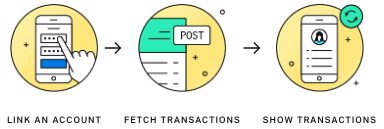 POST
LINK AN ACCOUNT
FETCH TRANSACTIONS
SHOW TRANSACTIONS